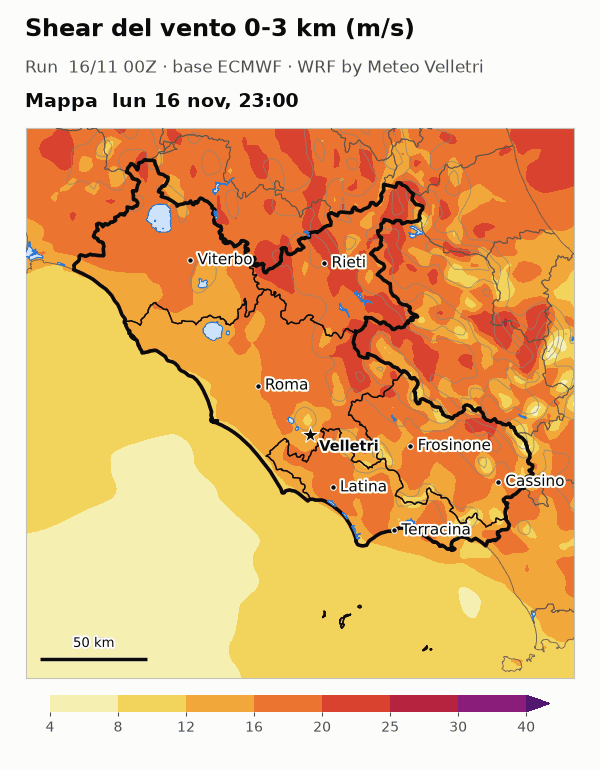 Shear del vento 0-3 km (m/s)
Run  16/11 00Z · base ECMWF · WRF by Meteo Velletri
Mappa  lun 16 nov, 23:00
Viterbo
Rieti
Roma
Velletri
Frosinone
Cassino
Latina
Terracina
50 km
4 8 12 16 20 25 30 40